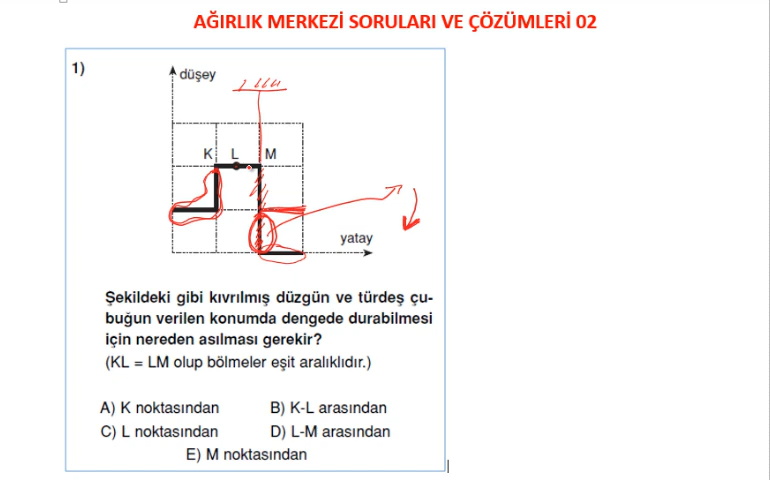 AĞIRLIK MERKEZİ SORULARI VE ÇÖZÜMLERİ 02
1)
düşey
K L M
yatay
Şekildeki gibi kıvrılmış düzgün ve türdeş çu-
buğun verilen konumda dengede durabilmesi
için nereden asılması gerekir?
(KL = LM olup bölmeler eşit aralıklıdır.)
A) K noktasından B) K-L arasından
C) L noktasından D) L-M arasından
E) M noktasından